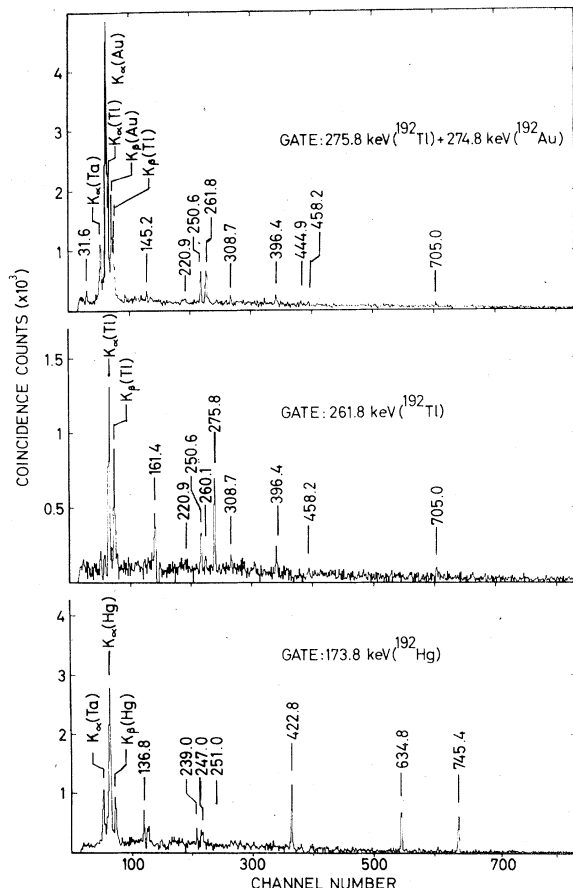 COINCIDENCE COUNTS (x10³)
4
3
2
1
31.6
Kα(Ta)
Kα(Au)
Kα(Tl)
Kβ(Au)
Kβ(Tl)
145.2
220.9
250.6
261.8
308.7
396.4
444.9
458.2
705.0
GATE: 275.8 keV(¹⁹²Tl)+274.8 keV(¹⁹²Au)
1.5
1
0.5
Kα(Tl)
Kβ(Tl)
161.4
220.9
250.6
260.1
275.8
308.7
396.4
458.2
705.0
GATE: 261.8 keV(¹⁹²Tl)
4
3
2
1
Kα(Ta)
Kα(Hg)
Kβ(Hg)
136.8
239.0
247.0
251.0
422.8
634.8
745.4
GATE: 173.8 keV(¹⁹²Hg)
100 300 500 700 800
CHANNEL NUMBER